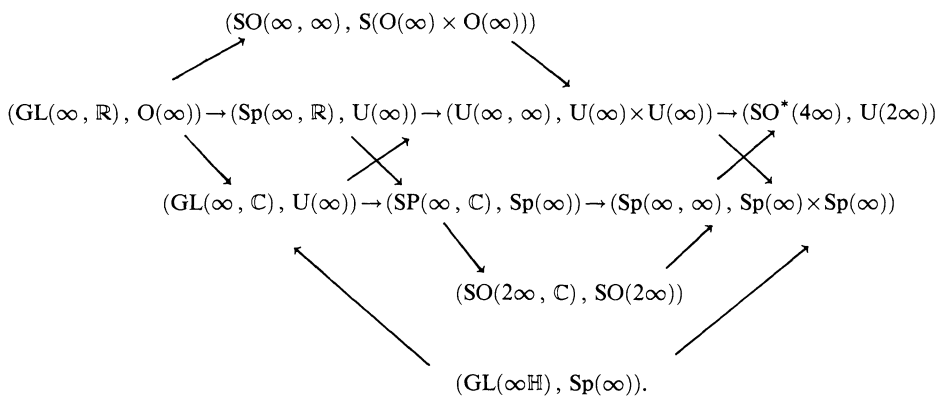 (SO(∞, ∞), S(O(∞) × O(∞)))
(GL(∞, ℝ), O(∞)) → (Sp(∞, ℝ), U(∞)) → (U(∞, ∞), U(∞)×U(∞)) → (SO*(4∞), U(2∞))
(GL(∞, ℂ), U(∞)) → (SP(∞, ℂ), Sp(∞)) → (Sp(∞, ∞), Sp(∞)×Sp(∞))
(SO(2∞, ℂ), SO(2∞))
(GL(∞ℍ), Sp(∞)).